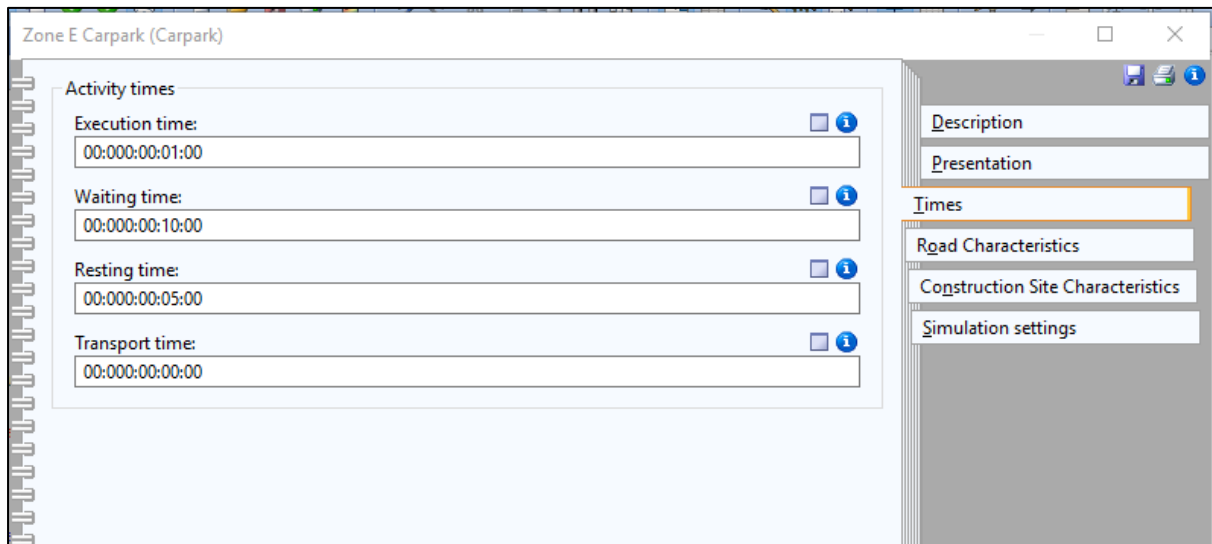 Zone E Carpark (Carpark)
Activity times
Execution time:
00:000:00:01:00
Waiting time:
00:000:00:10:00
Resting time:
00:000:00:05:00
Transport time:
00:000:00:00:00
Description
Presentation
Times
Road Characteristics
Construction Site Characteristics
Simulation settings